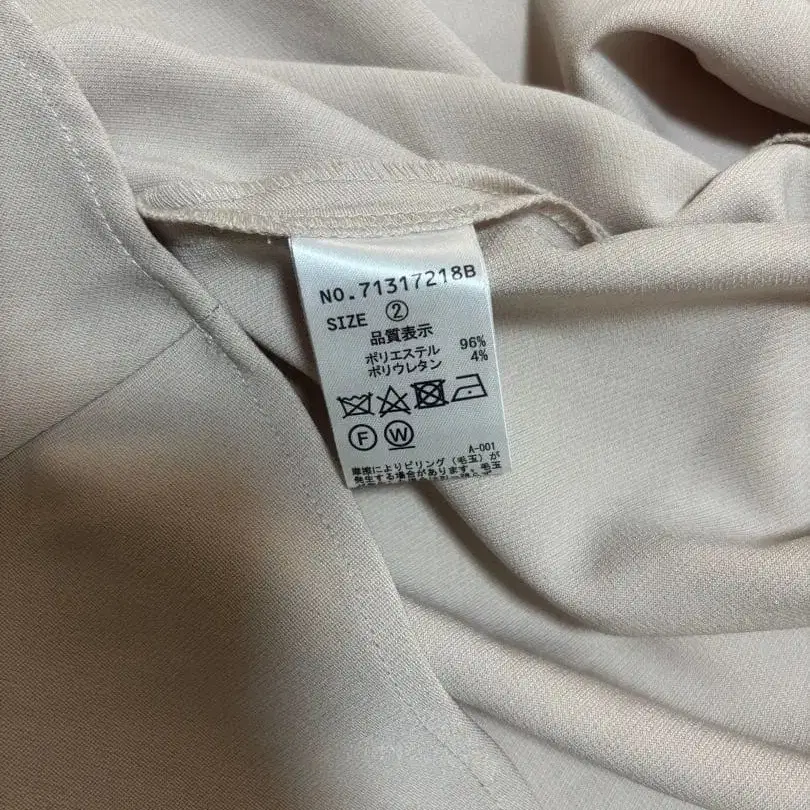 NO.71317218B
SIZE ②
品質表示
ポリエステル 96%
ポリウレタン 4%
Ⓕ Ⓦ
A-001
摩擦によりピリング(毛玉)が
発生する場合があります。毛玉